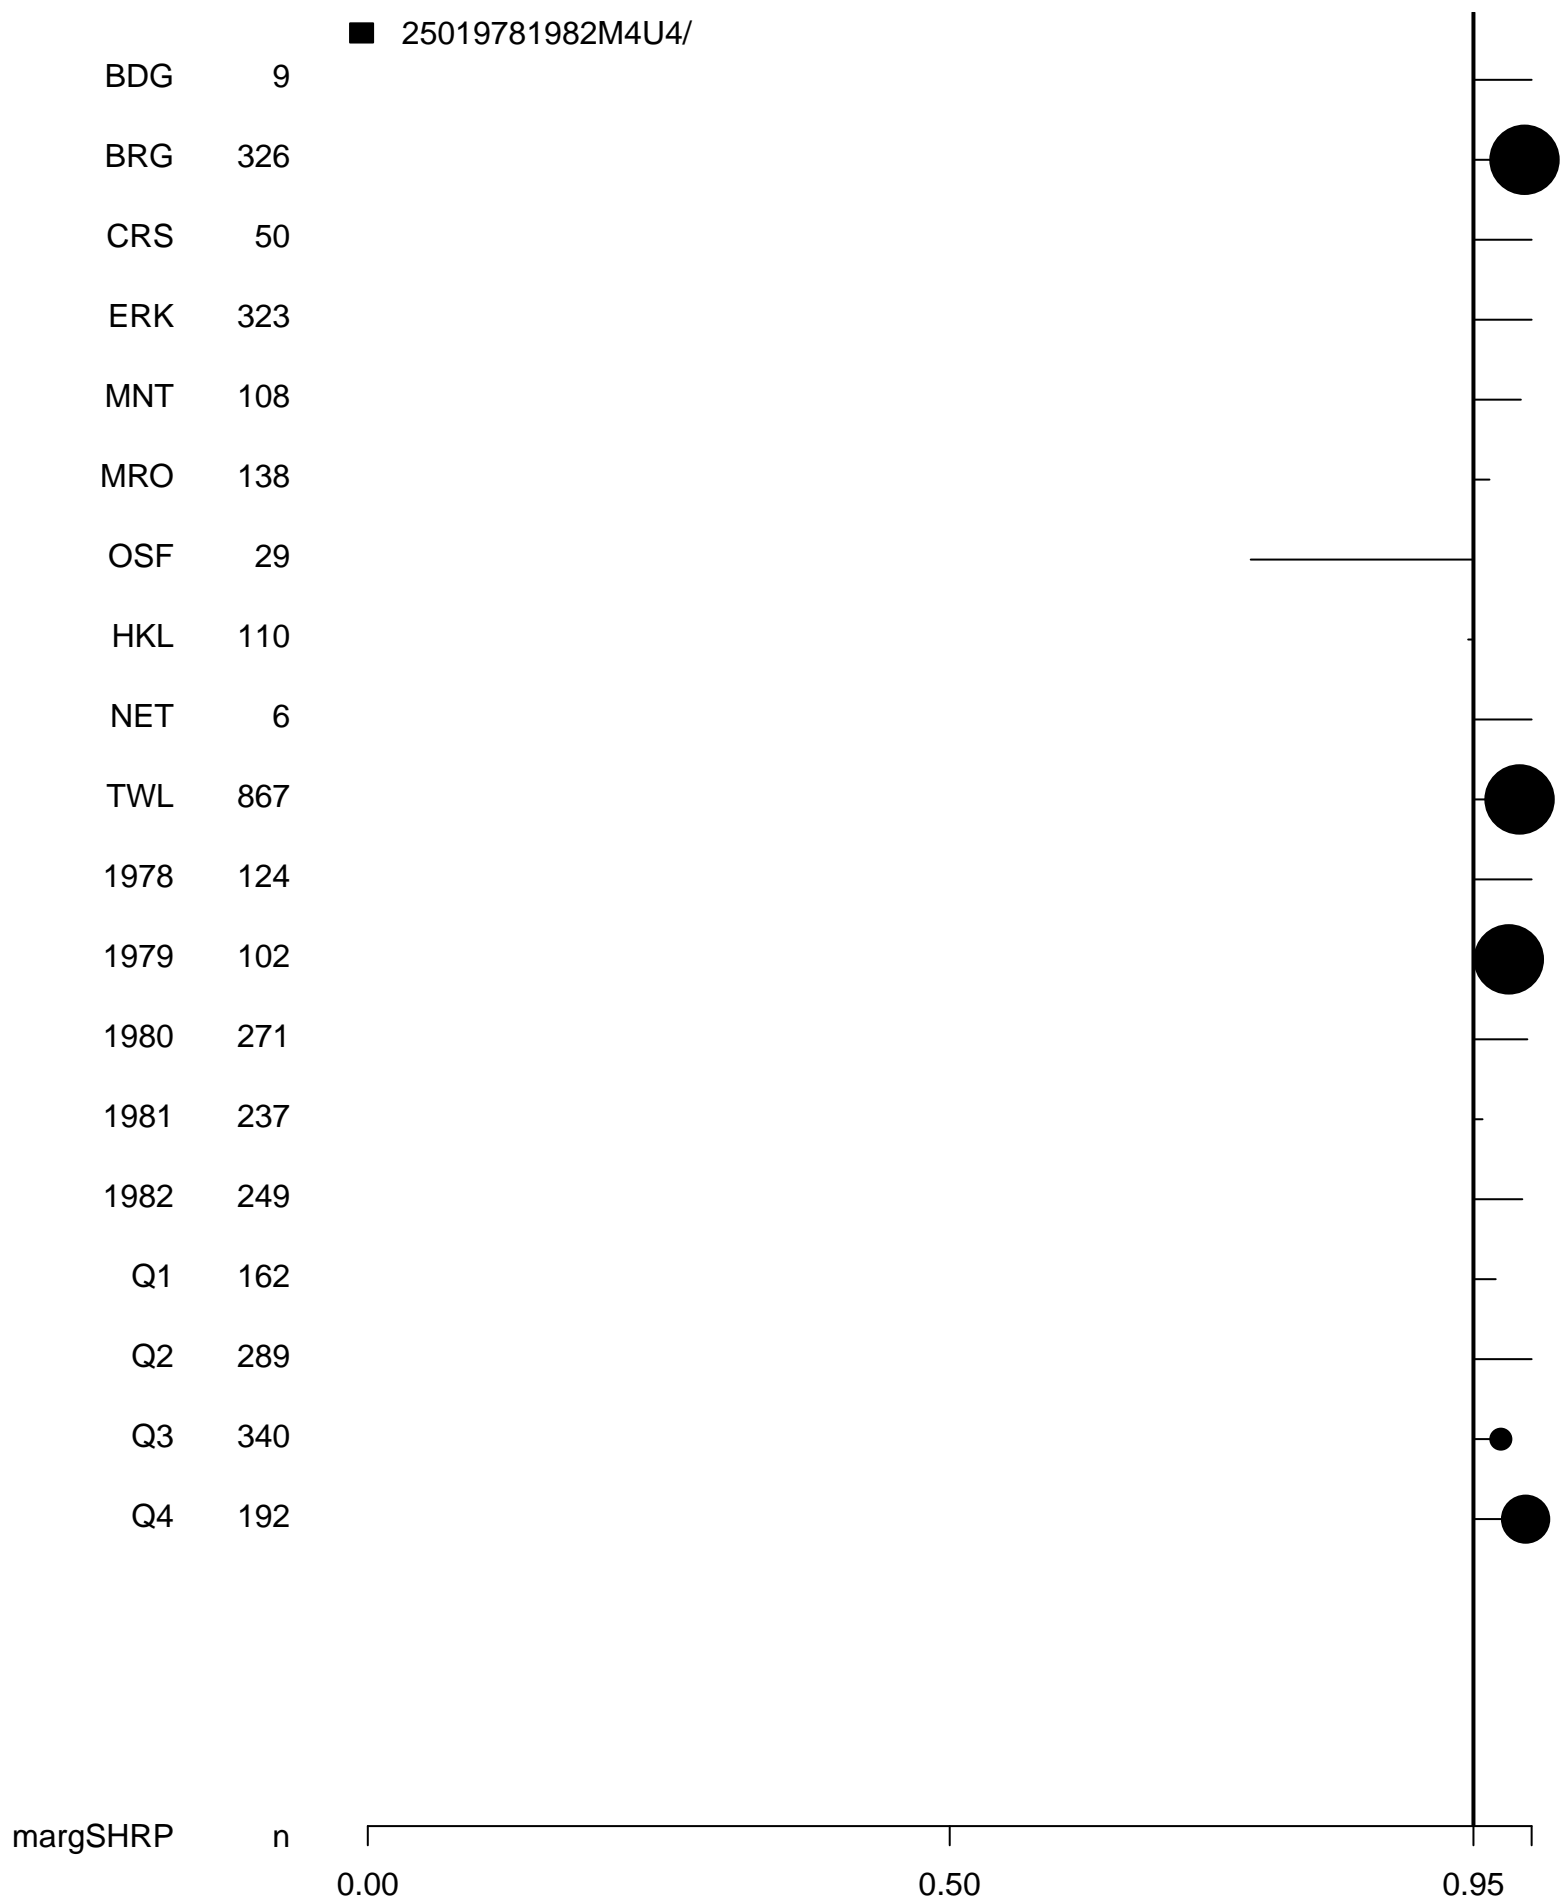 25019781982M4U4/
BDG 9
BRG 326
CRS 50
ERK 323
MNT 108
MRO 138
OSF 29
HKL 110
NET 6
TWL 867
1978 124
1979 102
1980 271
1981 237
1982 249
Q1 162
Q2 289
Q3 340
Q4 192
margSHRP n
0.00 0.50 0.95